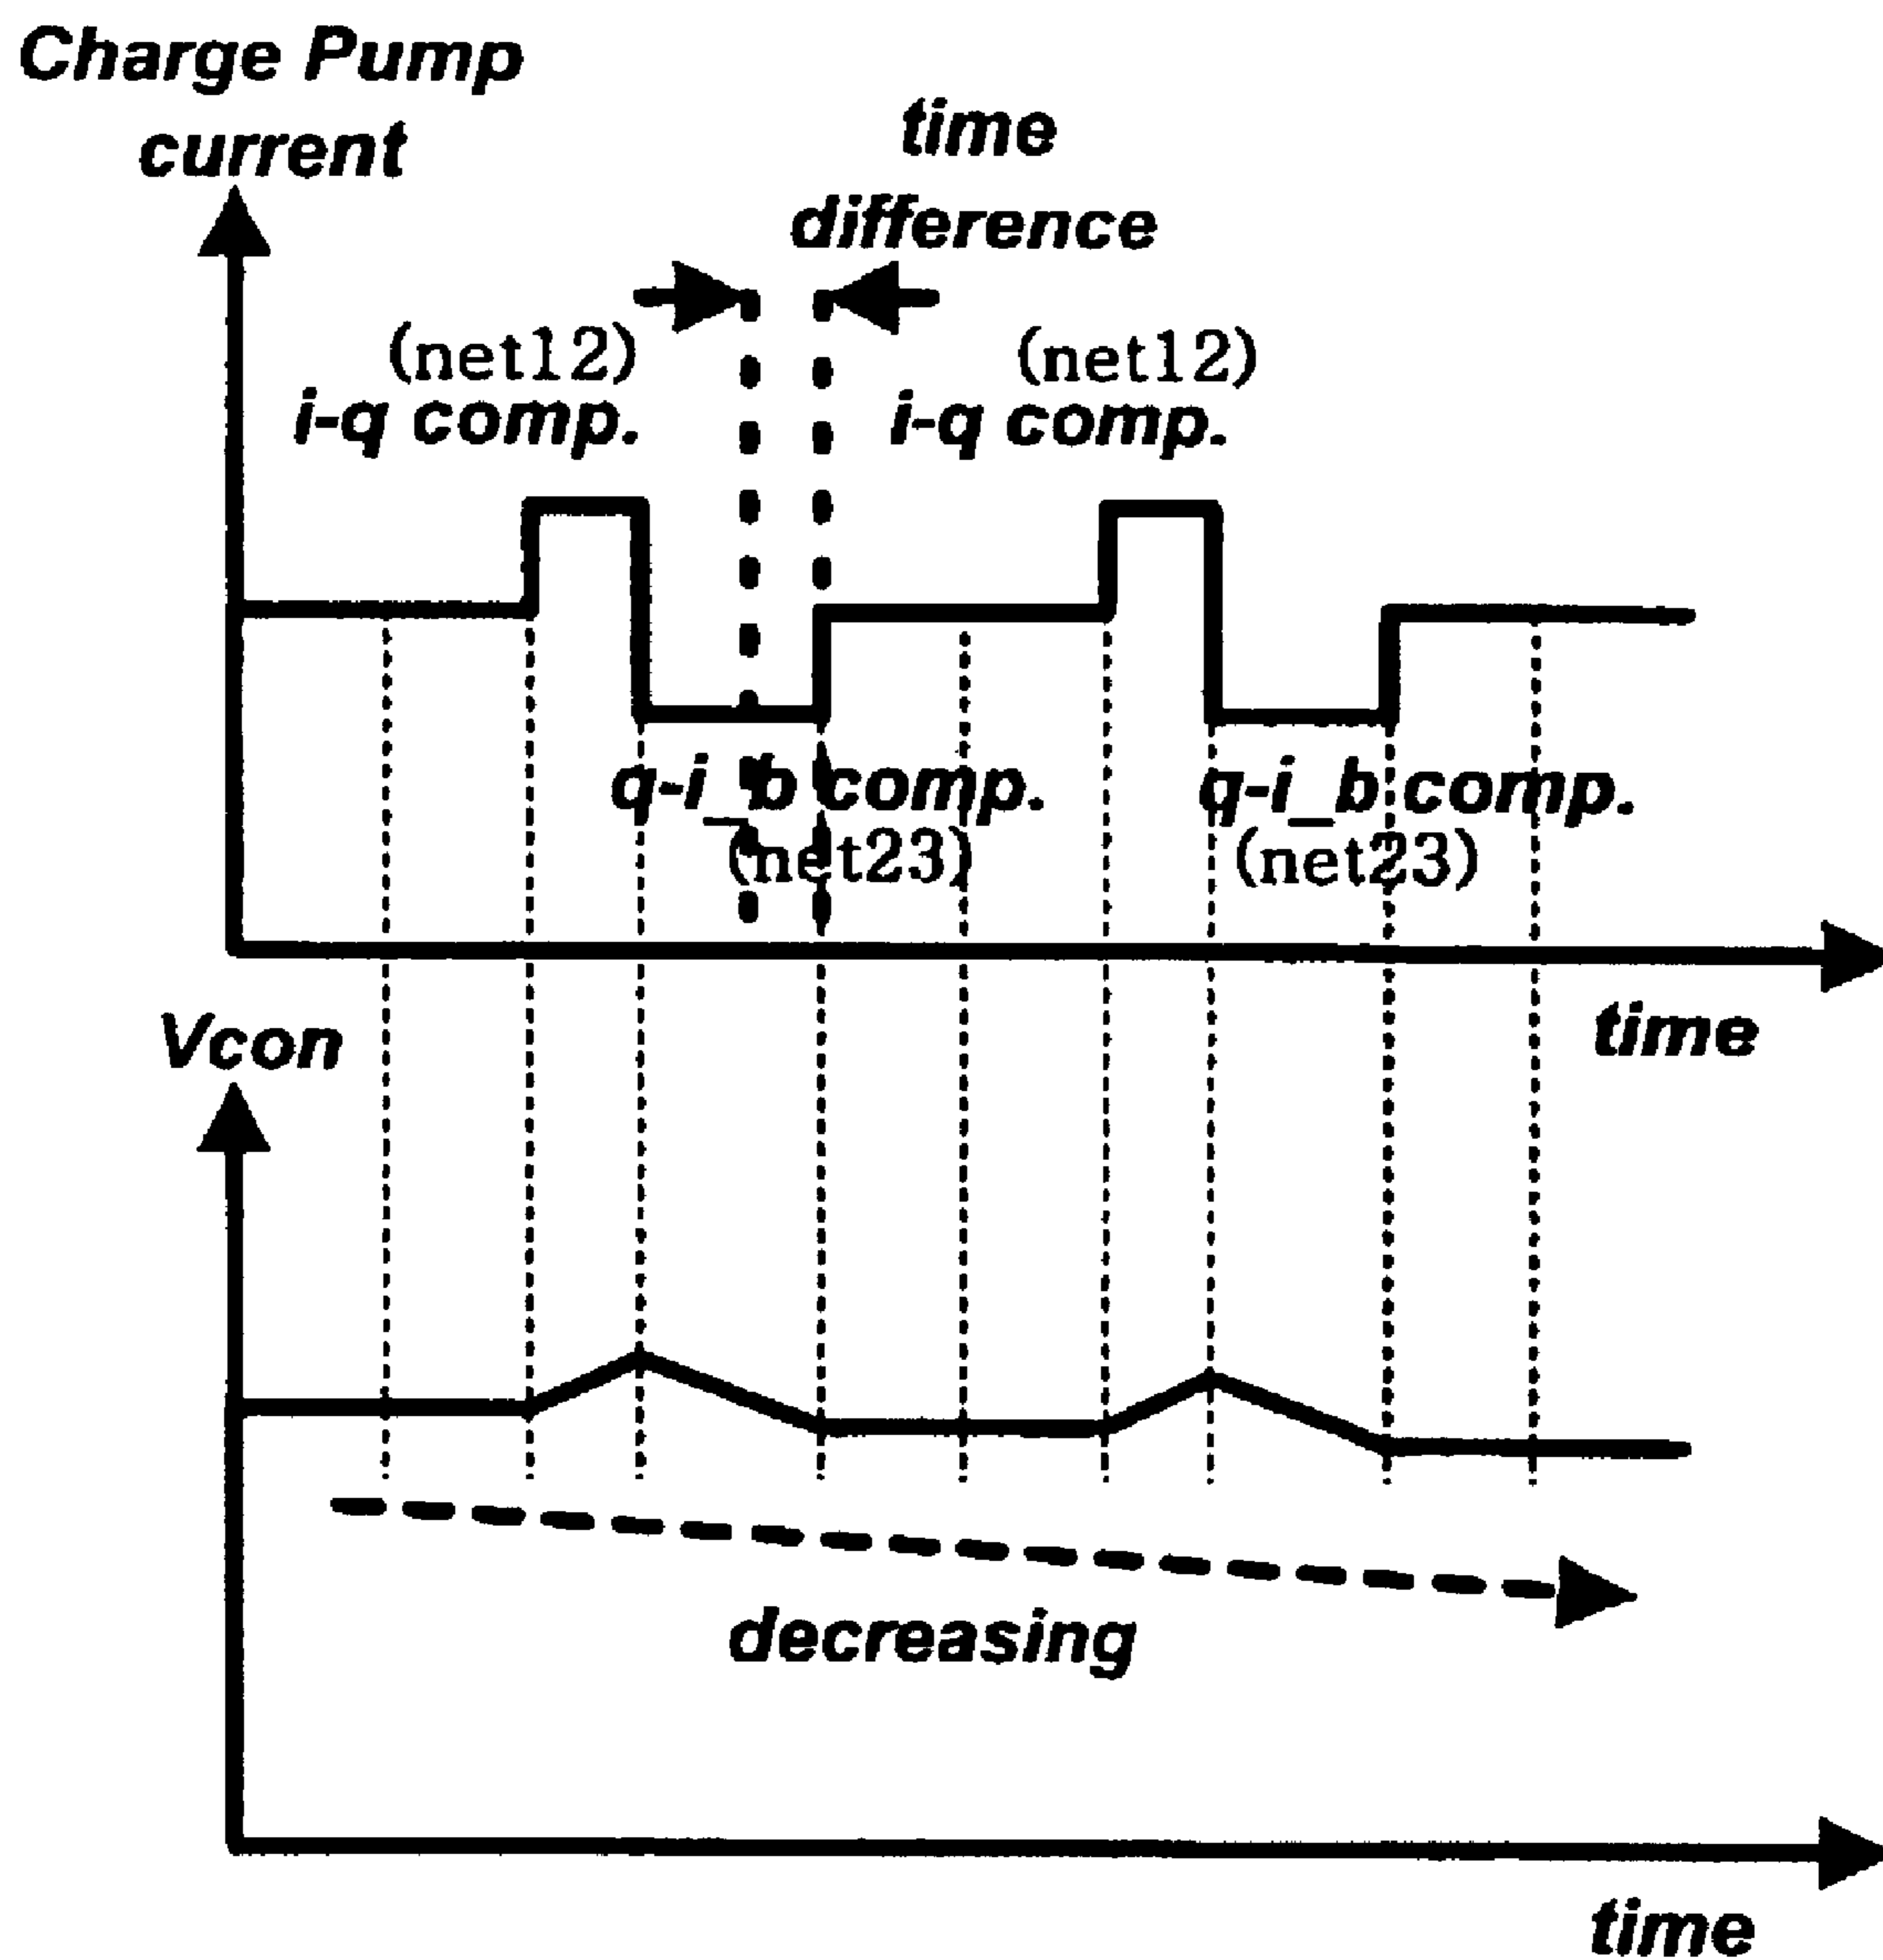 Charge Pump
current
time
difference
(net12)
i-q comp.
(net12)
i-q comp.
q-i_b comp.
(net23)
q-i_b comp.
(net23)
time
Vcon
decreasing
time